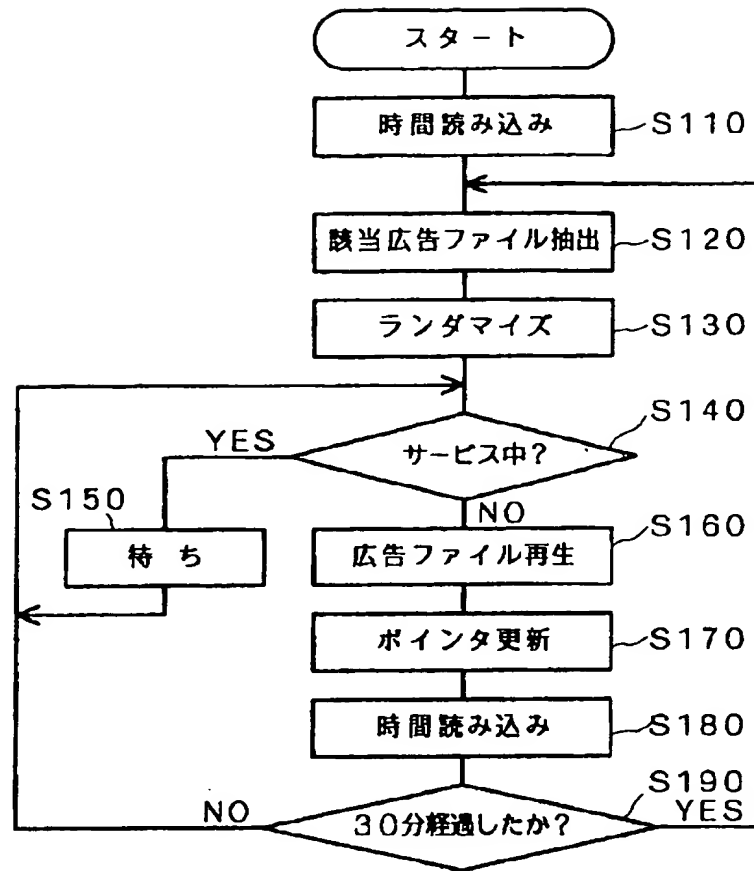 スタート
時間読み込み S110
該当広告ファイル抽出 S120
ランダマイズ S130
S140
YES サービス中?
NO
S150
待ち
S160
広告ファイル再生
ポインタ更新 S170
時間読み込み S180
S190
NO 30分経過したか? YES